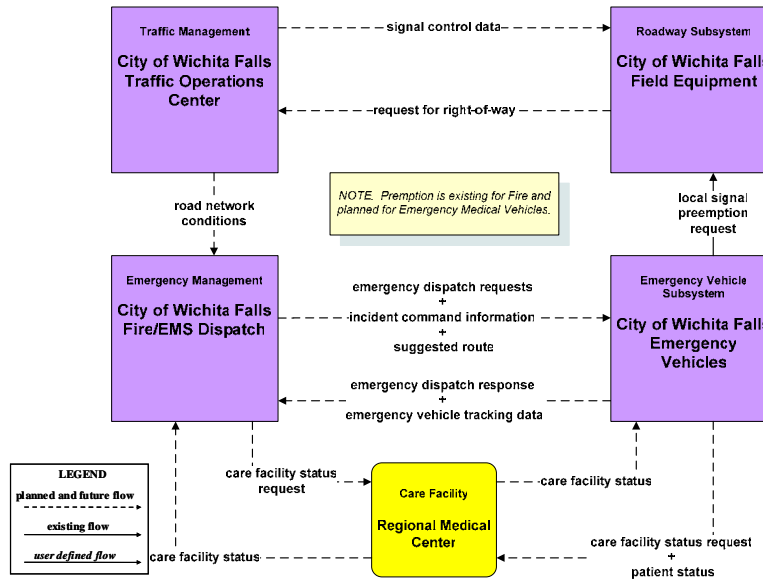 Traffic Management
City of Wichita Falls
Traffic Operations
Center
signal control data
Roadway Subsystem
City of Wichita Falls
Field Equipment
request for right-of-way
road network
conditions
NOTE. Premption is existing for Fire and
planned for Emergency Medical Vehicles.
local signal
preemption
request
Emergency Management
City of Wichita Falls
Fire/EMS Dispatch
emergency dispatch requests
+
incident command information
+
suggested route
Emergency Vehicle
Subsystem
City of Wichita Falls
Emergency
Vehicles
emergency dispatch response
+
emergency vehicle tracking data
LEGEND
planned and future flow
existing flow
user defined flow
care facility status
request
Care Facility
Regional Medical
Center
care facility status
care facility status
care facility status request
+
patient status